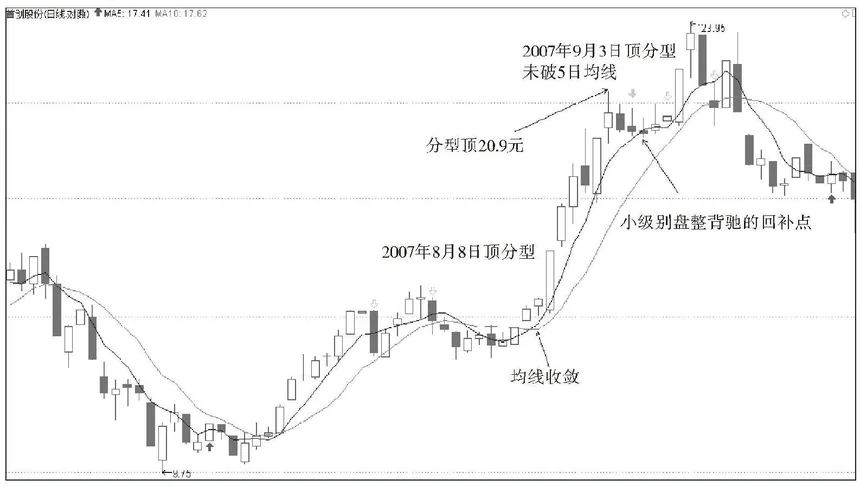 首创股份(日线.对数) MA5: 17.41 MA10: 17.62
23.95
2007年9月3日顶分型
未破5日均线
分型顶20.9元
小级别盘整背驰的回补点
2007年8月8日顶分型
均线收敛
8.75